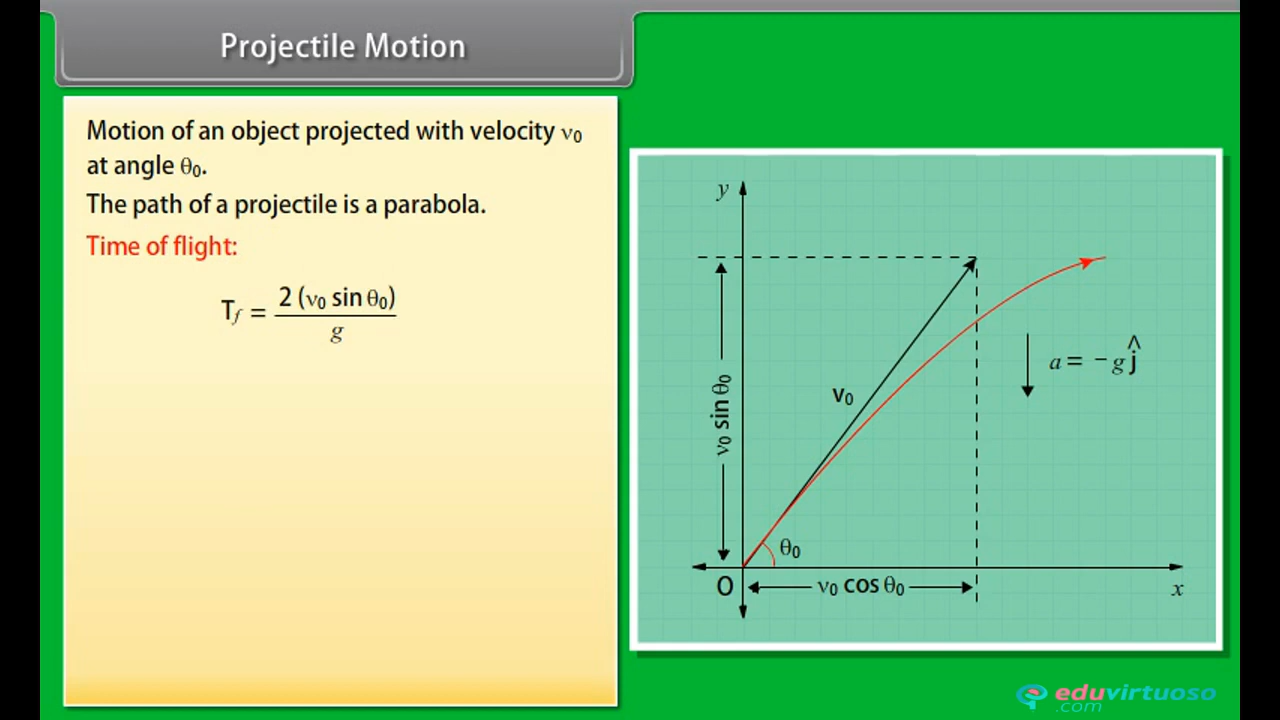 Projectile Motion
Motion of an object projected with velocity v₀
at angle θ₀.
The path of a projectile is a parabola.
Time of flight:
T_f = 2 (v₀ sin θ₀) / g
y
v₀ sin θ₀
v₀
a = −g ĵ
θ₀
O
v₀ cos θ₀
x
eduvirtuoso
.com